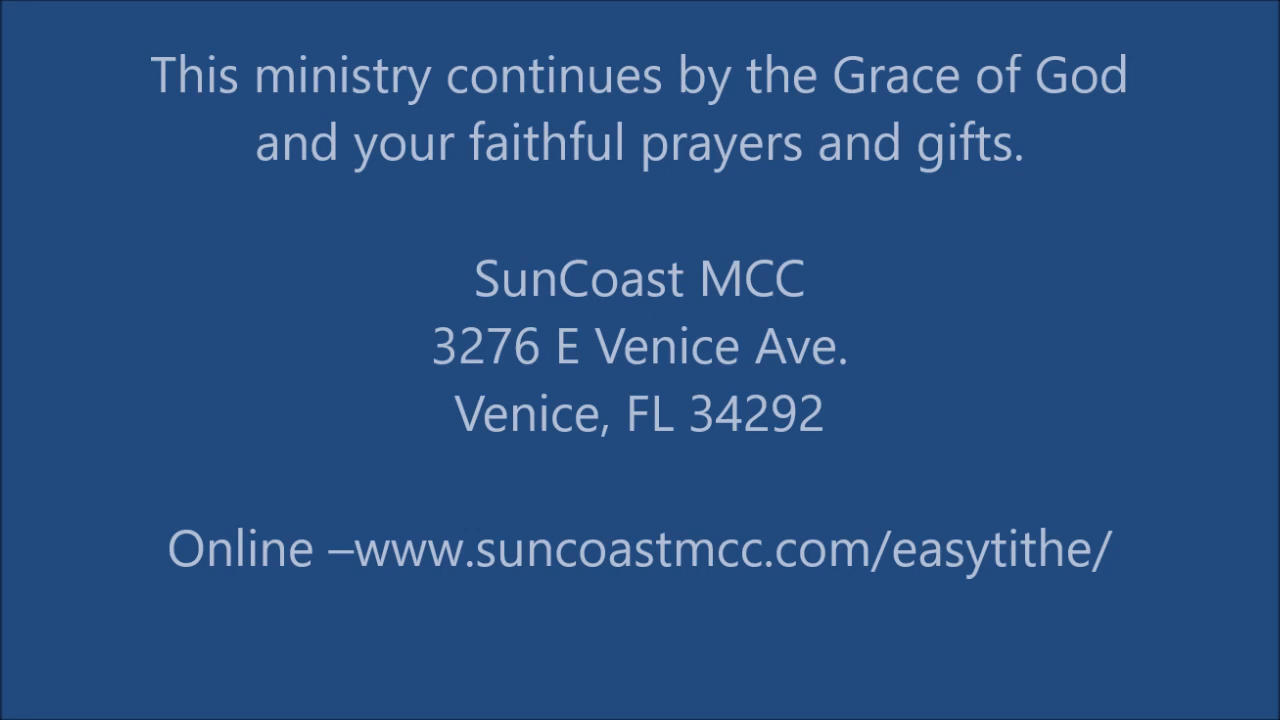 This ministry continues by the Grace of God
and your faithful prayers and gifts.
SunCoast MCC
3276 E Venice Ave.
Venice, FL 34292
Online –www.suncoastmcc.com/easytithe/